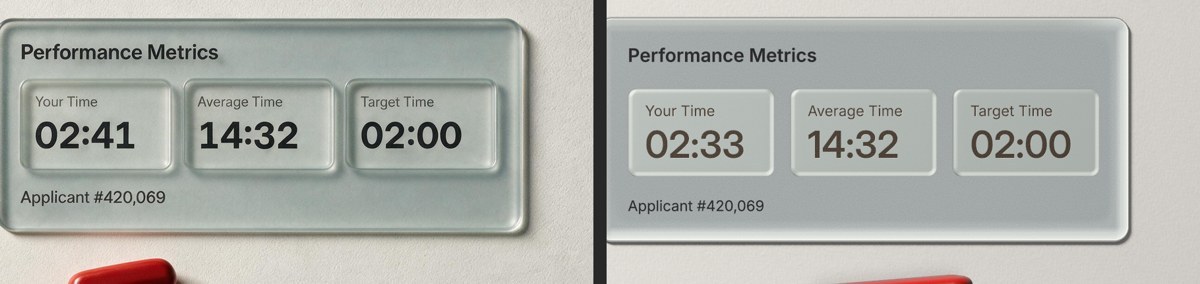 Performance Metrics
Your Time Average Time Target Time
02:41 14:32 02:00
Applicant #420,069
Performance Metrics
Your Time Average Time Target Time
02:33 14:32 02:00
Applicant #420,069